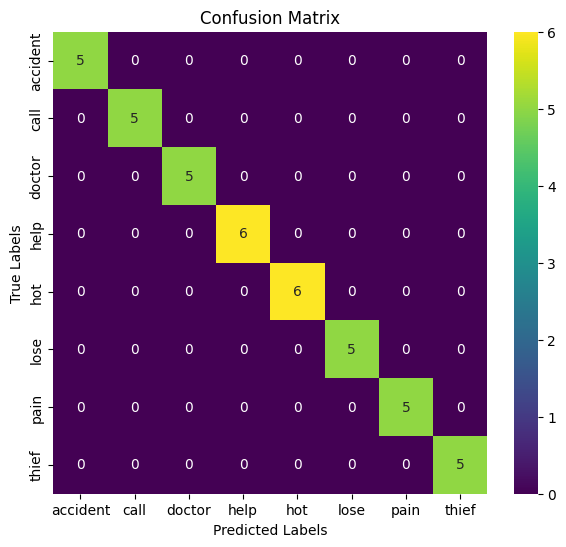 Confusion Matrix
True Labels
accident 5 0 0 0 0 0 0 0
call 0 5 0 0 0 0 0 0
doctor 0 0 5 0 0 0 0 0
help 0 0 0 6 0 0 0 0
hot 0 0 0 0 6 0 0 0
lose 0 0 0 0 0 5 0 0
pain 0 0 0 0 0 0 5 0
thief 0 0 0 0 0 0 0 5
accident call doctor help hot lose pain thief
Predicted Labels
6
5
4
3
2
1
0